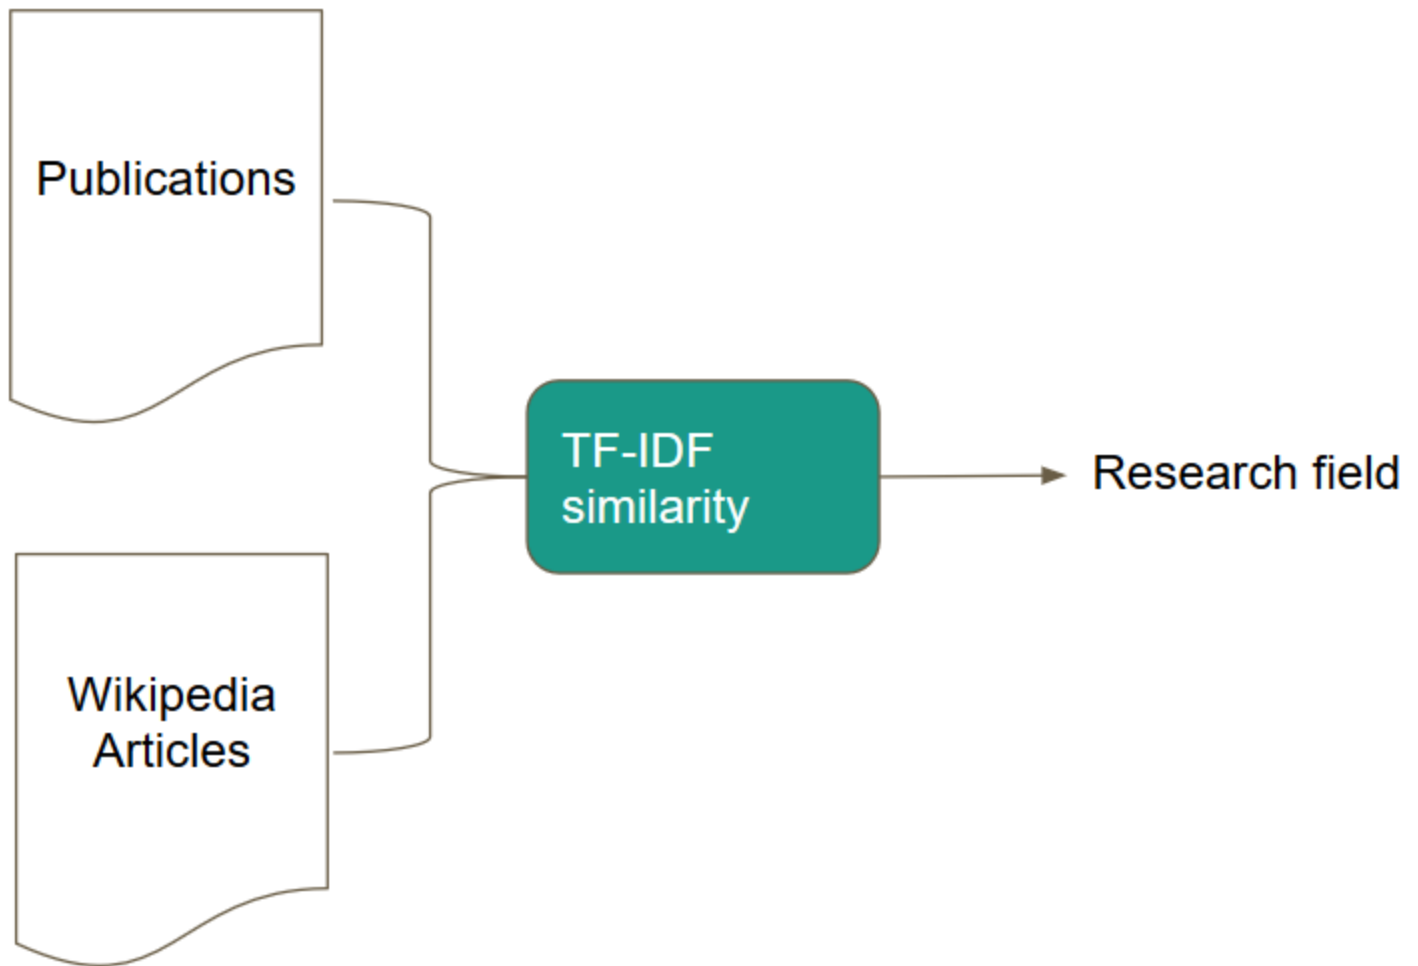 Publications
TF-IDF
similarity
Research field
Wikipedia
Articles